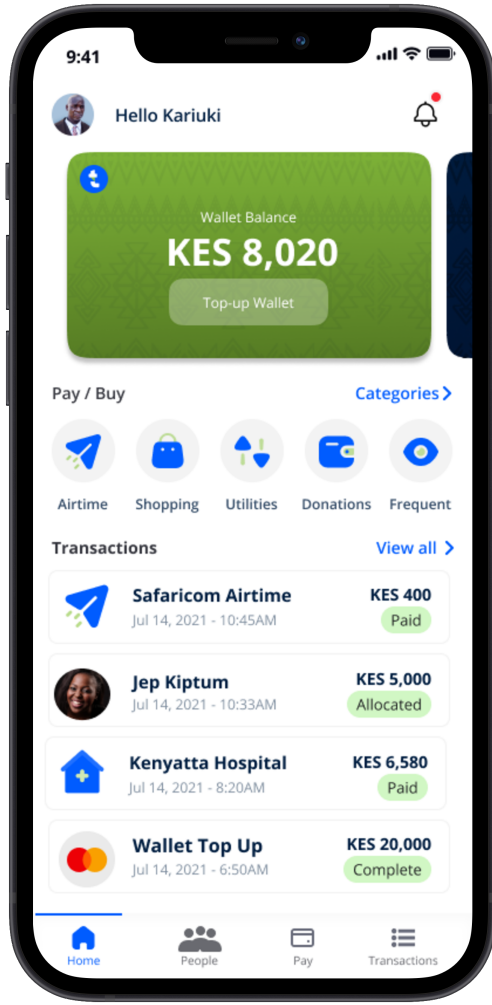 9:41
Hello Kariuki
Wallet Balance
KES 8,020
Top-up Wallet
Pay / Buy
Categories
Airtime
Shopping
Utilities
Donations
Frequent
Transactions
View all
Safaricom Airtime
KES 400
Jul 14, 2021 - 10:45AM
Paid
Jep Kiptum
KES 5,000
Jul 14, 2021 - 10:33AM
Allocated
Kenyatta Hospital
KES 6,580
Jul 14, 2021 - 8:20AM
Paid
Wallet Top Up
KES 20,000
Jul 14, 2021 - 6:50AM
Complete
Home
People
Pay
Transactions